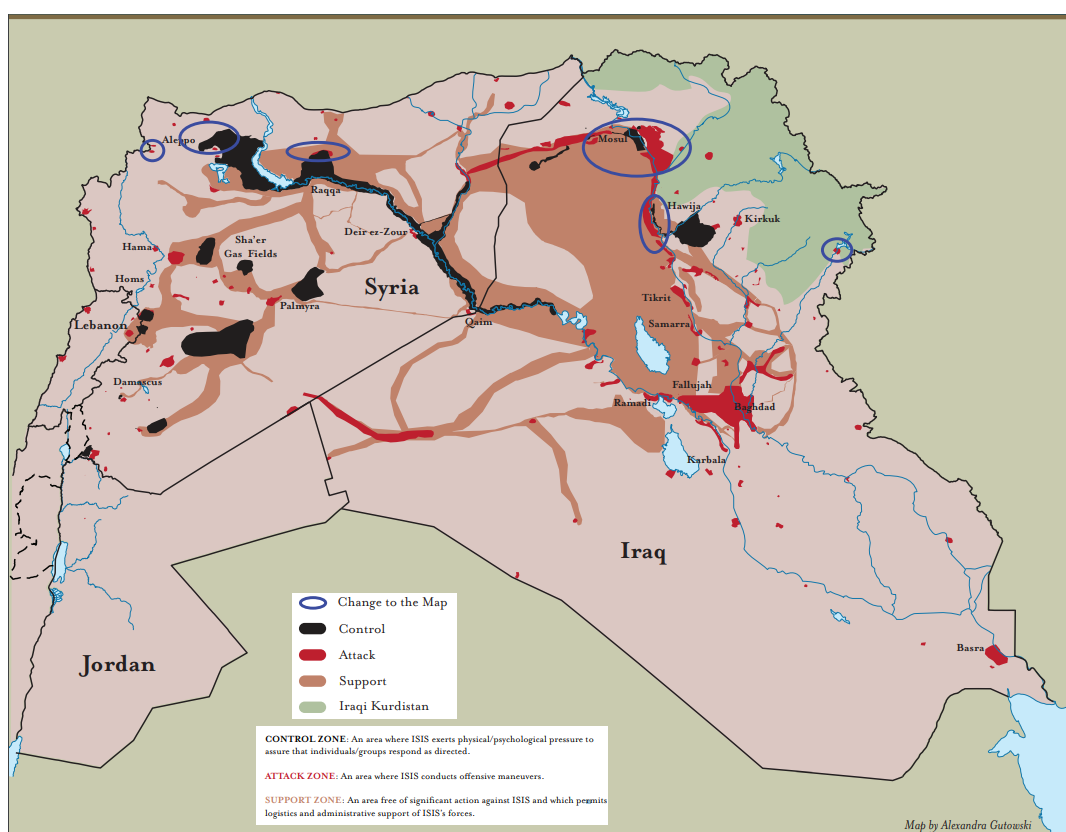 Aleppo
Mosul
Raqqa
Hawija
Kirkuk
Deir ez-Zour
Hama
Sha'er
Gas Fields
Homs
Syria
Palmyra
Tikrit
Lebanon
Qaim
Samarra
Damascus
Fallujah
Ramadi
Baghdad
Karbala
Iraq
Change to the Map
Control
Attack
Support
Iraqi Kurdistan
Basra
Jordan
CONTROL ZONE: An area where ISIS exerts physical/psychological pressure to
assure that individuals/groups respond as directed.
ATTACK ZONE: An area where ISIS conducts offensive maneuvers.
SUPPORT ZONE: An area free of significant action against ISIS and which permits
logistics and administrative support of ISIS's forces.
Map by Alexandra Gutowski